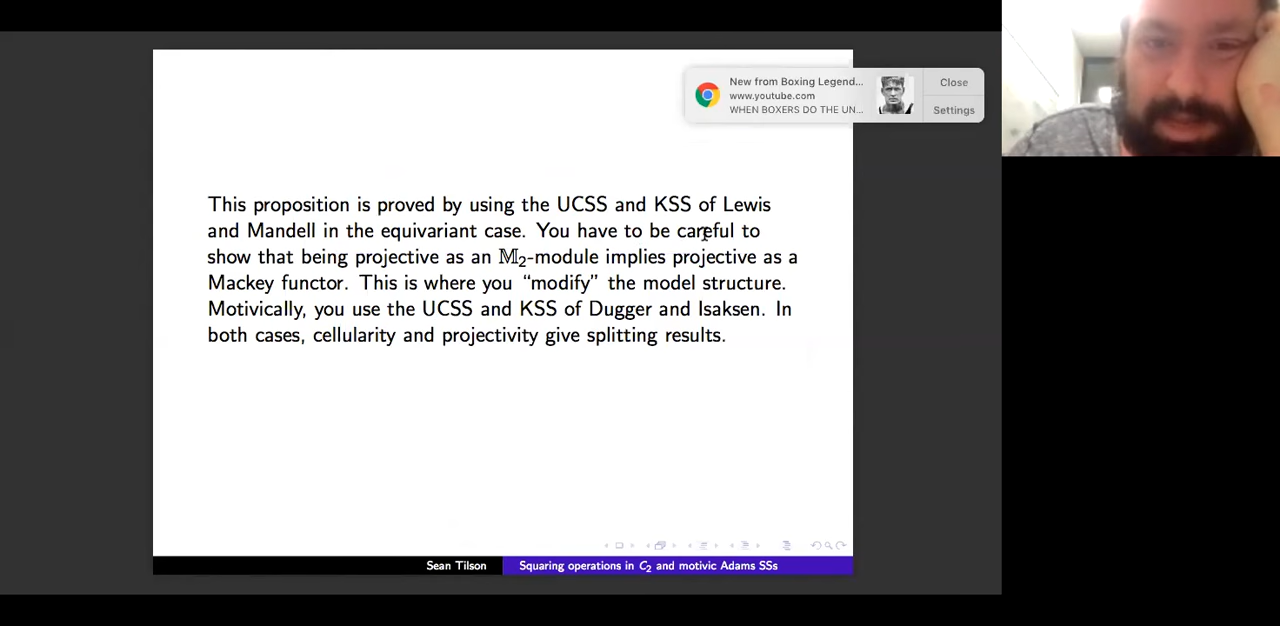 New from Boxing Legend...
www.youtube.com
WHEN BOXERS DO THE UN...
Close
Settings
This proposition is proved by using the UCSS and KSS of Lewis
and Mandell in the equivariant case. You have to be careful to
show that being projective as an 𝕄₂-module implies projective as a
Mackey functor. This is where you “modify” the model structure.
Motivically, you use the UCSS and KSS of Dugger and Isaksen. In
both cases, cellularity and projectivity give splitting results.
Sean Tilson
Squaring operations in C₂ and motivic Adams SSs